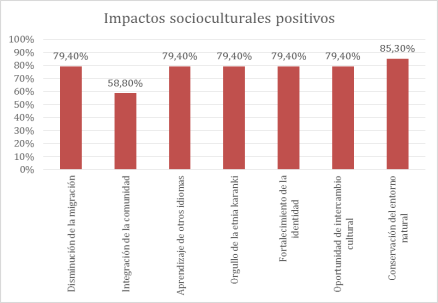 Impactos socioculturales positivos
100%
90%
80%
70%
60%
50%
40%
30%
20%
10%
0%
79,40%
58,80%
79,40%
79,40%
79,40%
79,40%
85,30%
Disminución de la migración
Integración de la comunidad
Aprendizaje de otros idiomas
Orgullo de la etnia karanki
Fortalecimiento de la
identidad
Oportunidad de intercambio
cultural
Conservación del entorno
natural